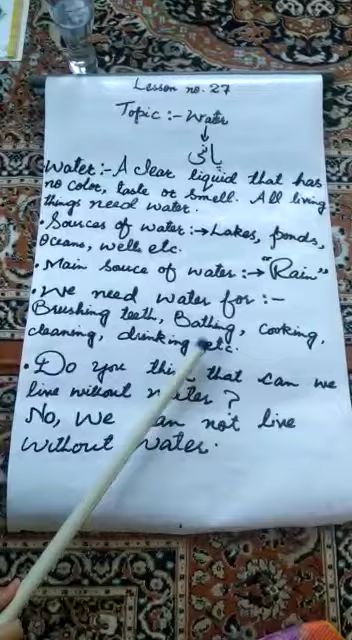 Lesson no. 27
Topic :- Water
↓
پانی
Water:- A clear liquid that has
no color, taste or smell. All living
things need water.
• Sources of water:→ Lakes, ponds,
Oceans, wells etc.
• Main source of water:→ "Rain"
• We need water for :-
Brushing teeth, Bathing, cooking,
cleaning, drinking etc.
• Do you that can we
live without ?
No, we not live
without water.